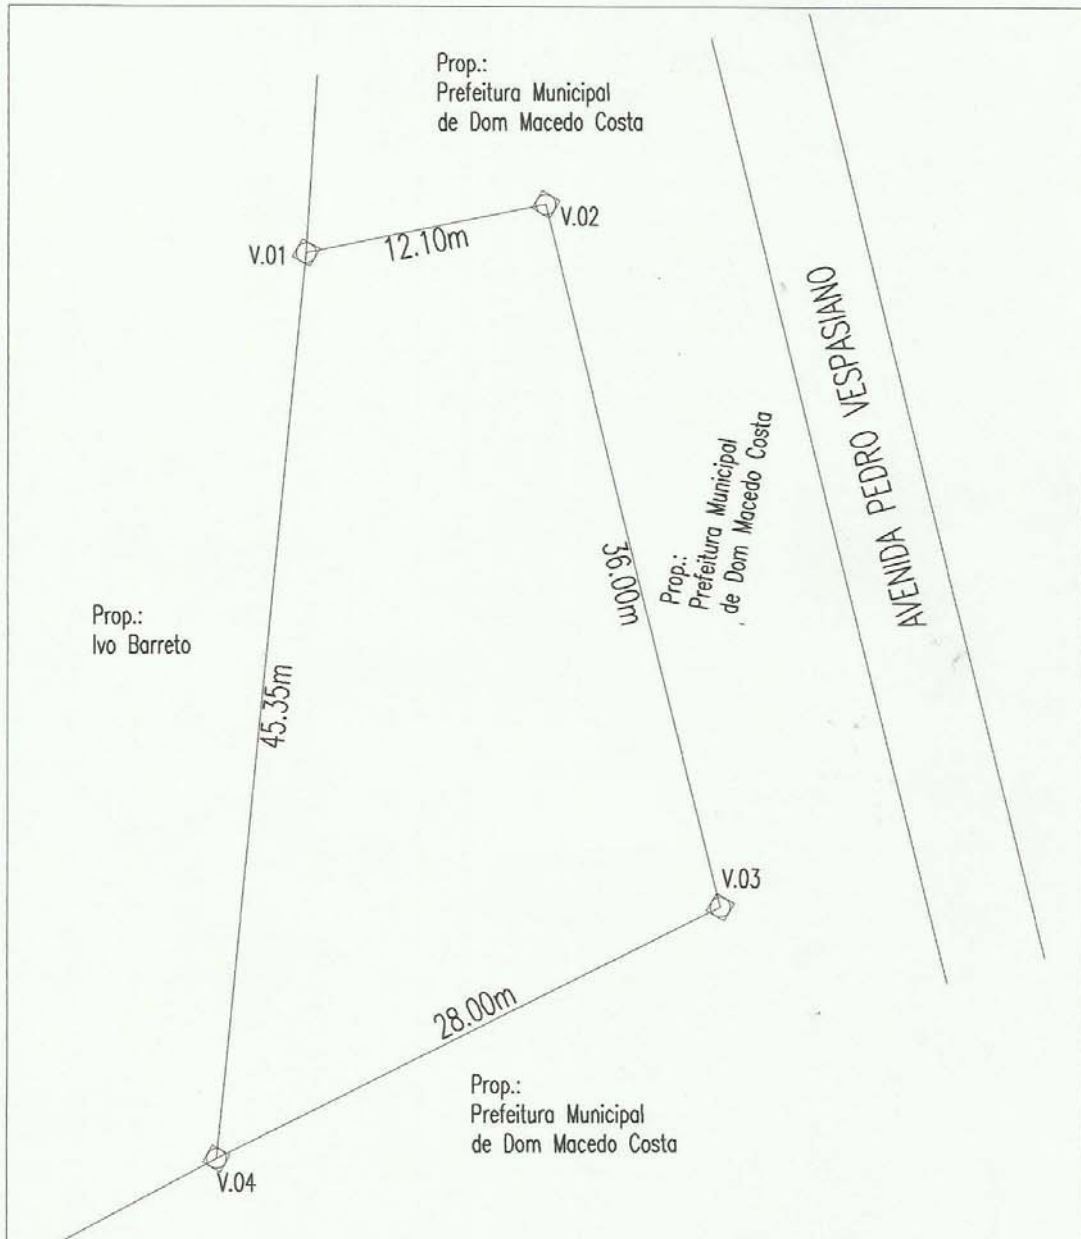 Prop.:
Prefeitura Municipal
de Dom Macedo Costa
V.01
12.10m
V.02
AVENIDA PEDRO VESPASIANO
36.00m
Prop.:
Prefeitura Municipal
de Dom Macedo Costa
Prop.:
Ivo Barreto
45.35m
V.03
28.00m
Prop.:
Prefeitura Municipal
de Dom Macedo Costa
V.04